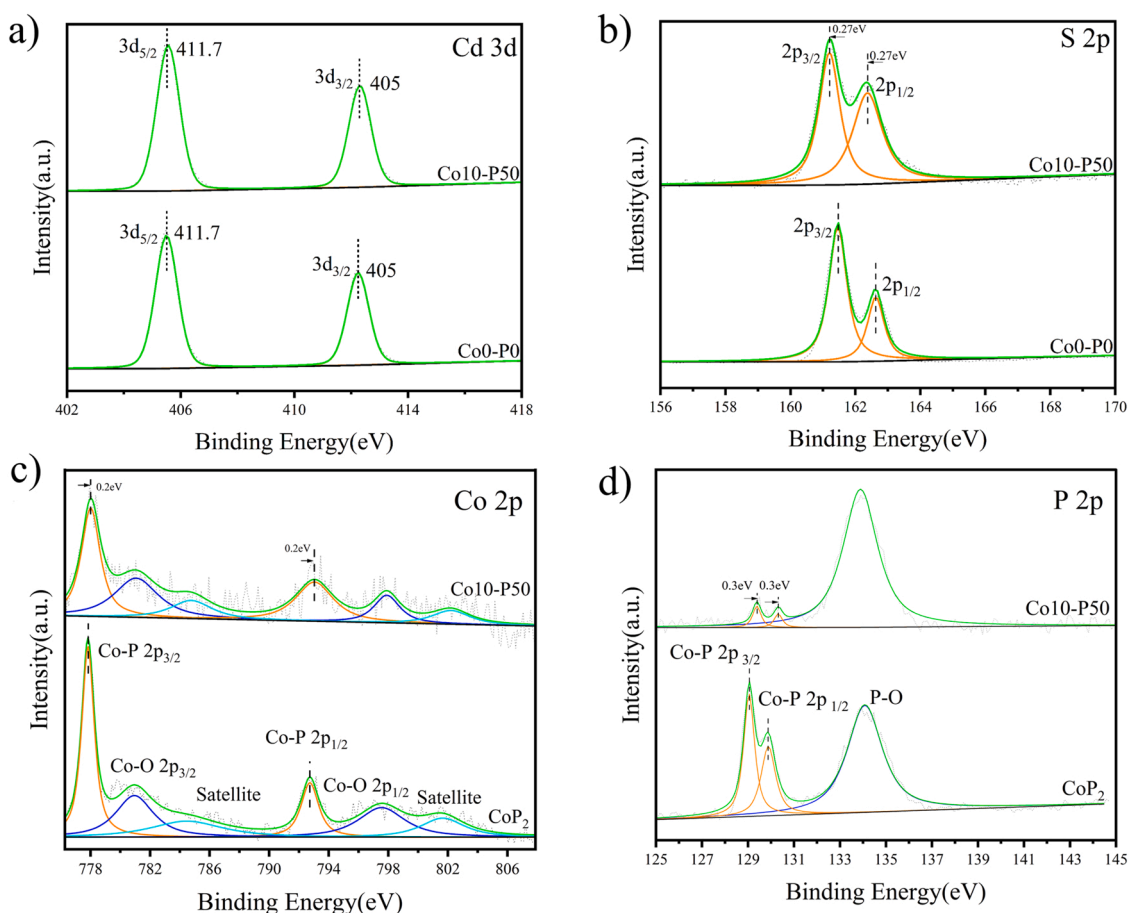 a)
Cd 3d
3d5/2 411.7
3d3/2 405
Co10-P50
3d5/2 411.7
3d3/2 405
Co0-P0
Intensity(a.u.)
402 406 410 414 418
Binding Energy(eV)
b)
S 2p
0.27eV
2p3/2
0.27eV
2p1/2
Co10-P50
2p3/2
2p1/2
Co0-P0
Intensity(a.u.)
156 160 162 164 166 168 170
Binding Energy(eV)
c)
Co 2p
0.2eV
0.2eV
Co10-P50
Co-P 2p3/2
Co-P 2p1/2
Co-O 2p3/2
Co-O 2p1/2
Satellite
Satellite
CoP2
Intensity(a.u.)
778 782 786 790 794 798 802 806
Binding Energy(eV)
d)
P 2p
0.3eV 0.3eV
Co10-P50
Co-P 2p 3/2
Co-P 2p 1/2
P-O
CoP2
Intensity(a.u.)
125 127 129 131 134 135 137 139 141 143 145
Binding Energy(eV)